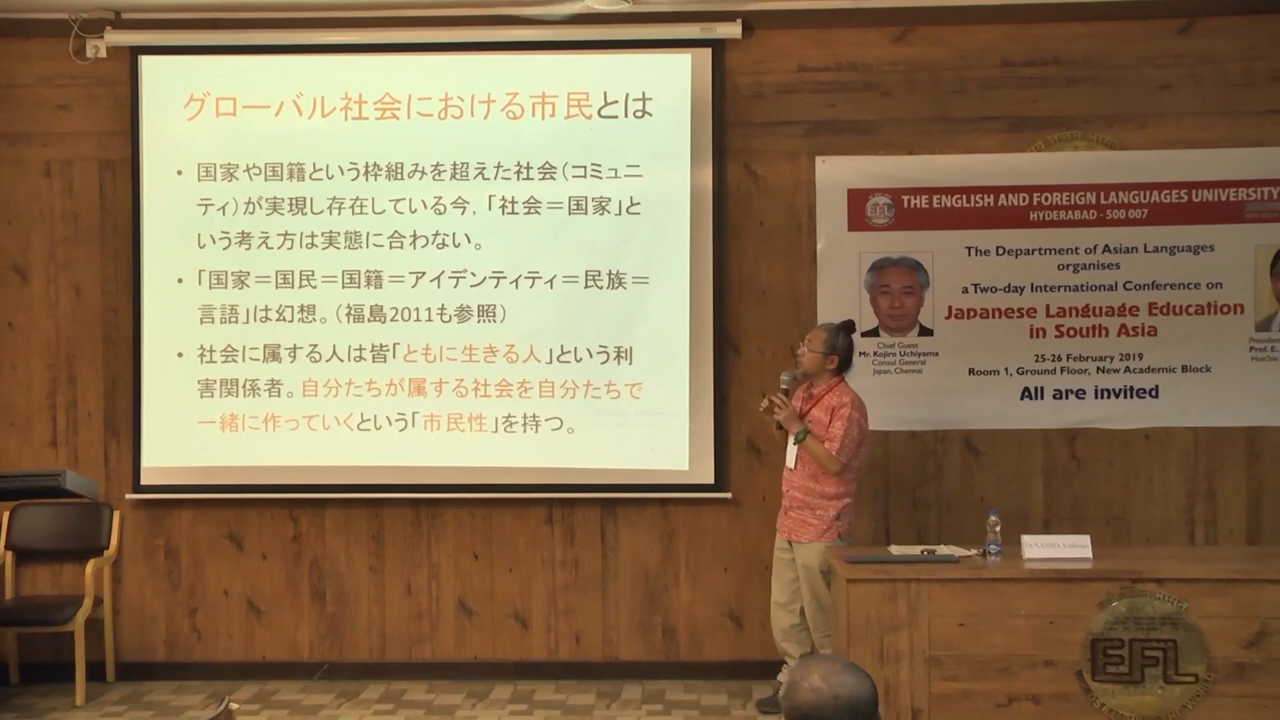 グローバル社会における市民とは
• 国家や国籍という枠組みを超えた社会（コミュニ
ティ）が実現し存在している今，「社会＝国家」と
いう考え方は実態に合わない。
• 「国家＝国民＝国籍＝アイデンティティ＝民族＝
言語」は幻想。（福島2011も参照）
• 社会に属する人は皆「ともに生きる人」という利
害関係者。自分たちが属する社会を自分たちで
一緒に作っていくという「市民性」を持つ。
EFL
THE ENGLISH AND FOREIGN LANGUAGES UNIVERSITY
HYDERABAD - 500 007
The Department of Asian Languages
organises
a Two-day International Conference on
Japanese Language Education
in South Asia
25-26 February 2019
Room 1, Ground Floor, New Academic Block
All are invited
Chief Guest
Mr. Kojiro Uchiyama
Consul General
Japan, Chennai
Prof. E.
EFL